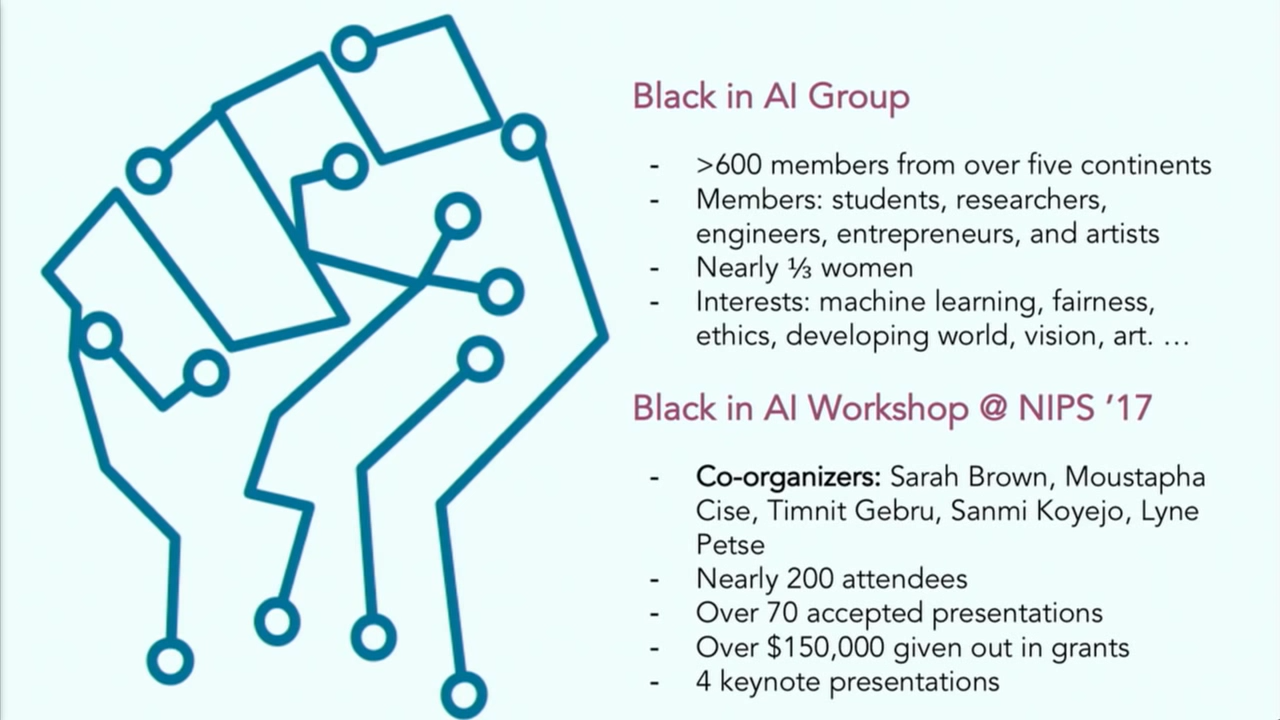 Black in AI Group
- >600 members from over five continents
- Members: students, researchers,
engineers, entrepreneurs, and artists
- Nearly ⅓ women
- Interests: machine learning, fairness,
ethics, developing world, vision, art. …
Black in AI Workshop @ NIPS ’17
- Co-organizers: Sarah Brown, Moustapha
Cise, Timnit Gebru, Sanmi Koyejo, Lyne
Petse
- Nearly 200 attendees
- Over 70 accepted presentations
- Over $150,000 given out in grants
- 4 keynote presentations